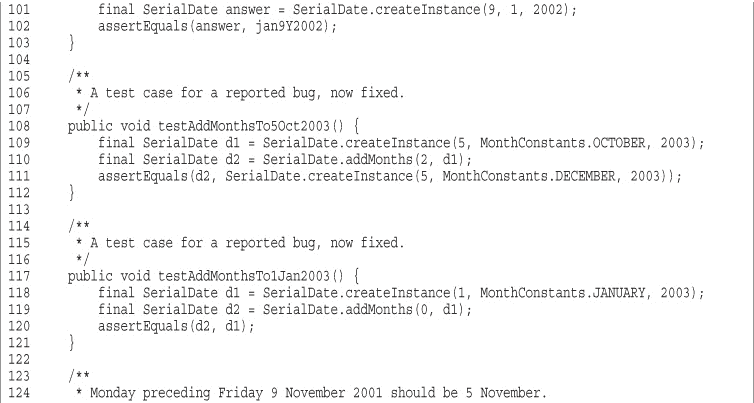 101         final SerialDate answer = SerialDate.createInstance(9, 1, 2002);
102         assertEquals(answer, jan9Y2002);
103     }
104
105     /**
106      * A test case for a reported bug, now fixed.
107      */
108     public void testAddMonthsTo5Oct2003() {
109         final SerialDate d1 = SerialDate.createInstance(5, MonthConstants.OCTOBER, 2003);
110         final SerialDate d2 = SerialDate.addMonths(2, d1);
111         assertEquals(d2, SerialDate.createInstance(5, MonthConstants.DECEMBER, 2003));
112     }
113
114     /**
115      * A test case for a reported bug, now fixed.
116      */
117     public void testAddMonthsTo1Jan2003() {
118         final SerialDate d1 = SerialDate.createInstance(1, MonthConstants.JANUARY, 2003);
119         final SerialDate d2 = SerialDate.addMonths(0, d1);
120         assertEquals(d2, d1);
121     }
122
123     /**
124      * Monday preceding Friday 9 November 2001 should be 5 November.